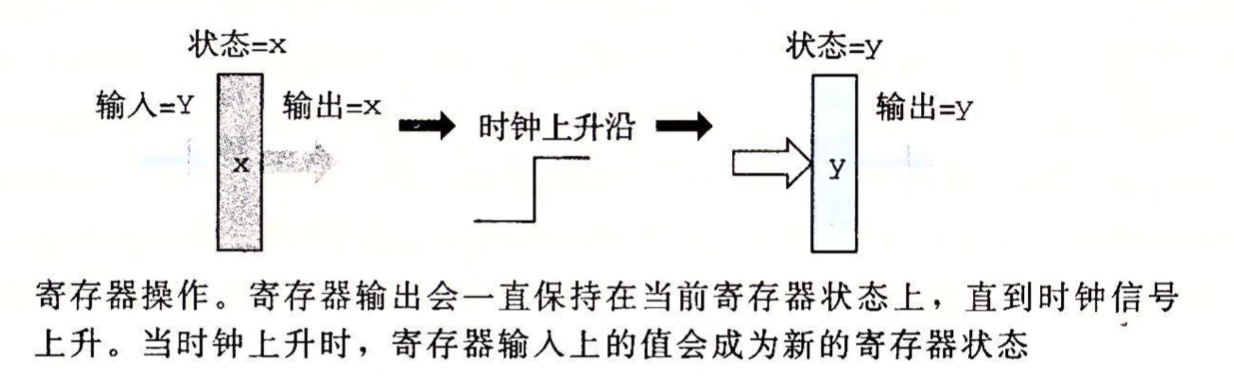 状态=x
状态=y
输入=Y
输出=x
时钟上升沿
输出=y
x
y
寄存器操作。寄存器输出会一直保持在当前寄存器状态上，直到时钟信号
上升。当时钟上升时，寄存器输入上的值会成为新的寄存器状态